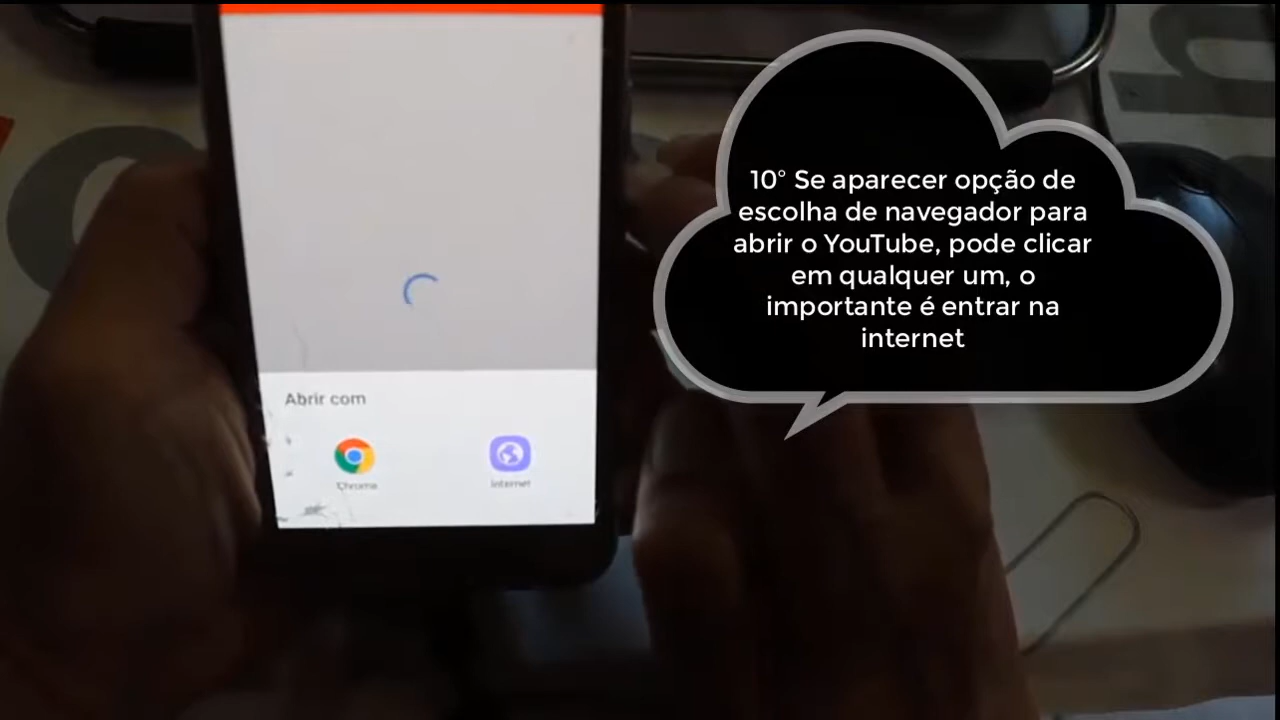 10° Se aparecer opção de
escolha de navegador para
abrir o YouTube, pode clicar
em qualquer um, o
importante é entrar na
internet
Abrir com
Chrome
Internet